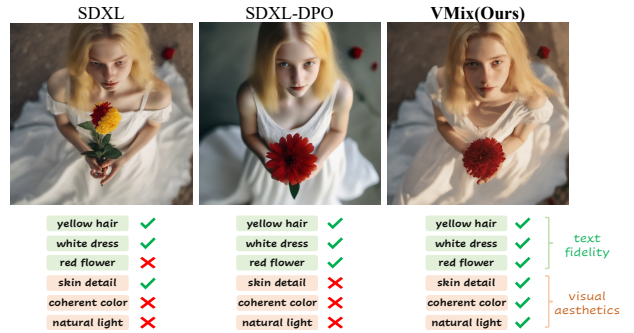 SDXL
SDXL-DPO
VMix(Ours)
yellow hair
white dress
red flower
skin detail
coherent color
natural light
yellow hair
white dress
red flower
skin detail
coherent color
natural light
yellow hair
white dress
red flower
skin detail
coherent color
natural light
text
fidelity
visual
aesthetics